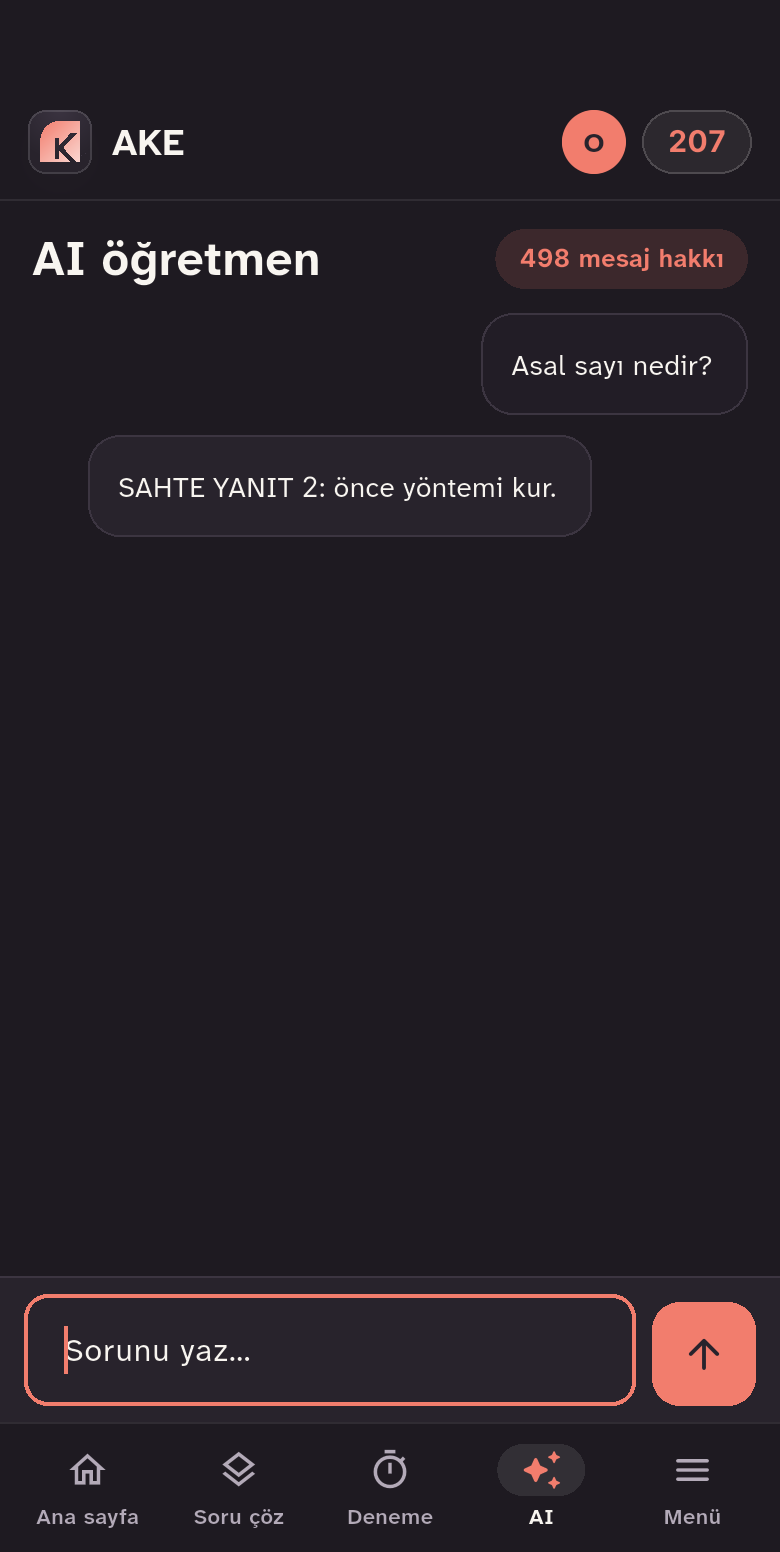 K
AKE
O
207
AI öğretmen
498 mesaj hakkı
Asal sayı nedir?
SAHTE YANIT 2: önce yöntemi kur.
Sorunu yaz...
Ana sayfa
Soru çöz
Deneme
AI
Menü